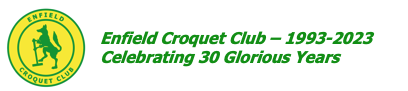 ENFIELD
CROQUET CLUB
Enfield Croquet Club – 1993-2023
Celebrating 30 Glorious Years